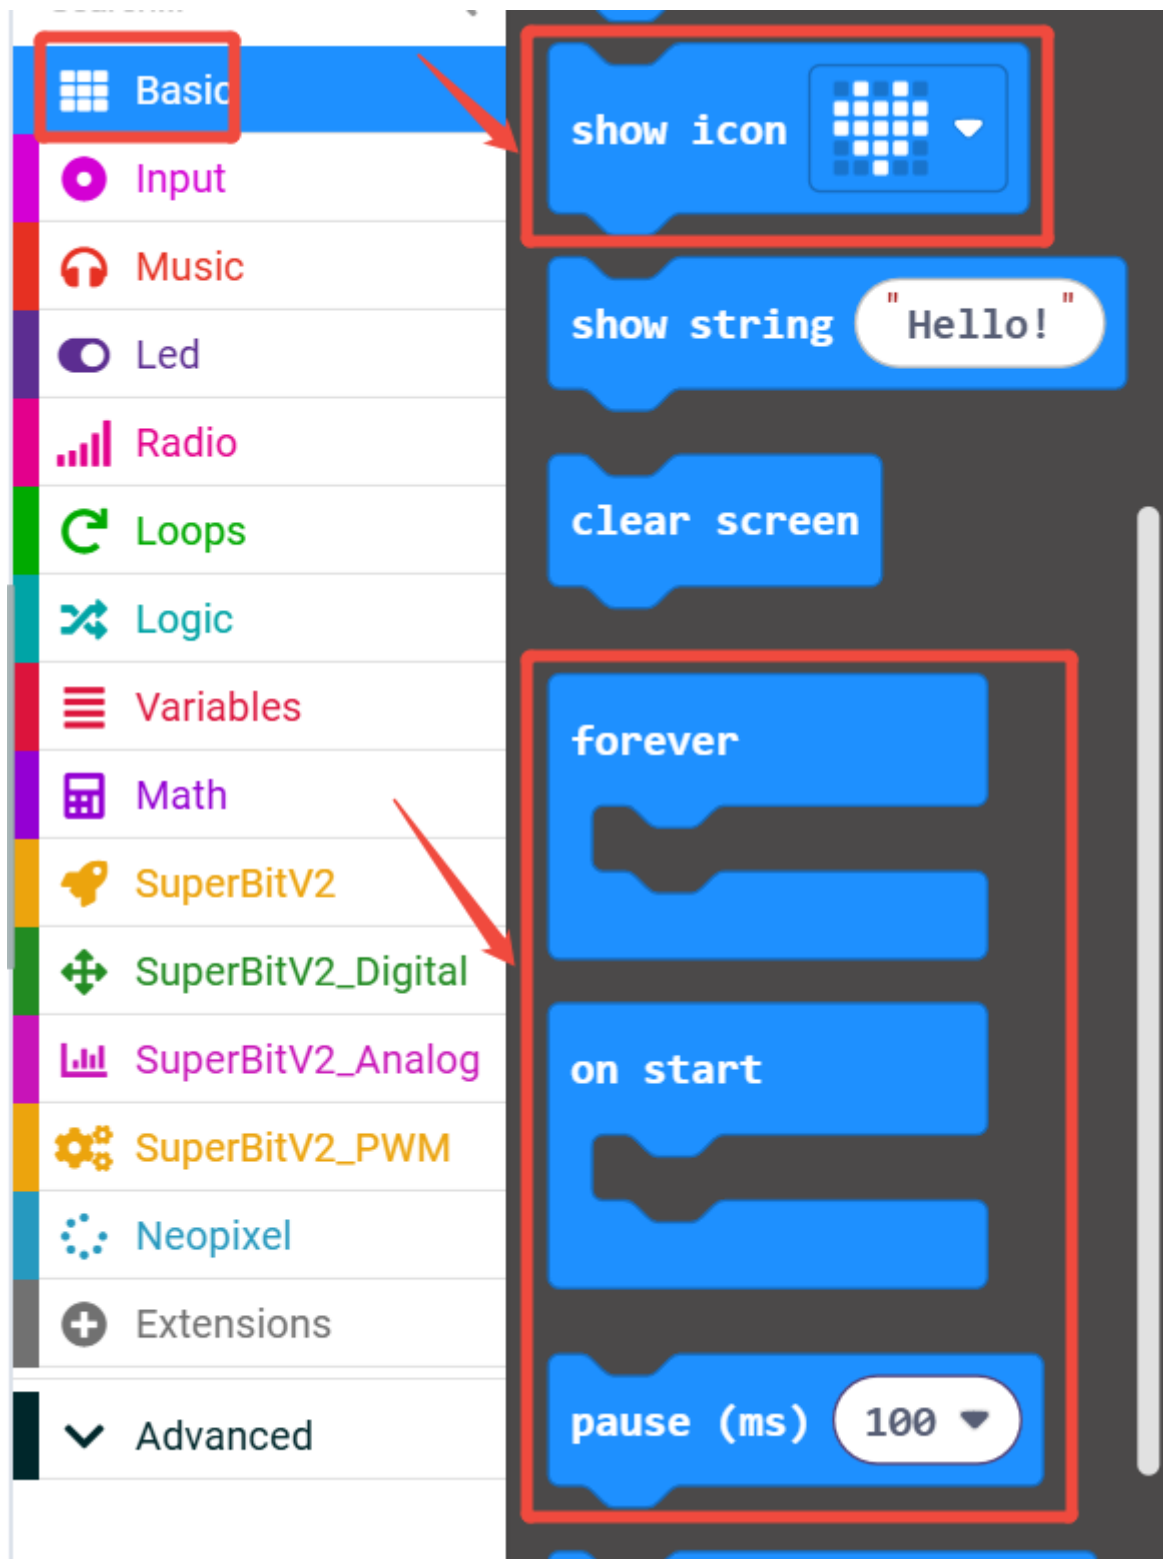 Basic
Input
Music
Led
Radio
Loops
Logic
Variables
Math
SuperBitV2
SuperBitV2_Digital
SuperBitV2_Analog
SuperBitV2_PWM
Neopixel
Extensions
Advanced
show icon
show string "Hello!"
clear screen
forever
on start
pause (ms) 100